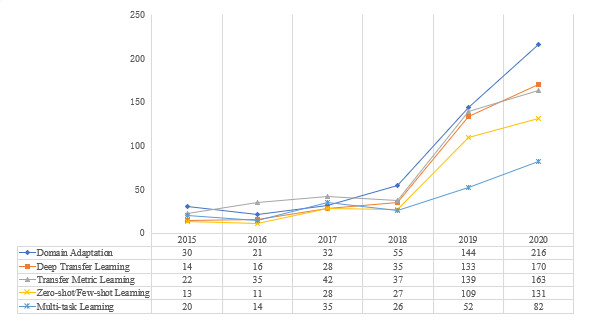 250
200
150
100
50
0
2015 2016 2017 2018 2019 2020
Domain Adaptation 30 21 32 55 144 216
Deep Transfer Learning 14 16 28 35 133 170
Transfer Metric Learning 22 35 42 37 139 163
Zero-shot/Few-shot Learning 13 11 28 27 109 131
Multi-task Learning 20 14 35 26 52 82